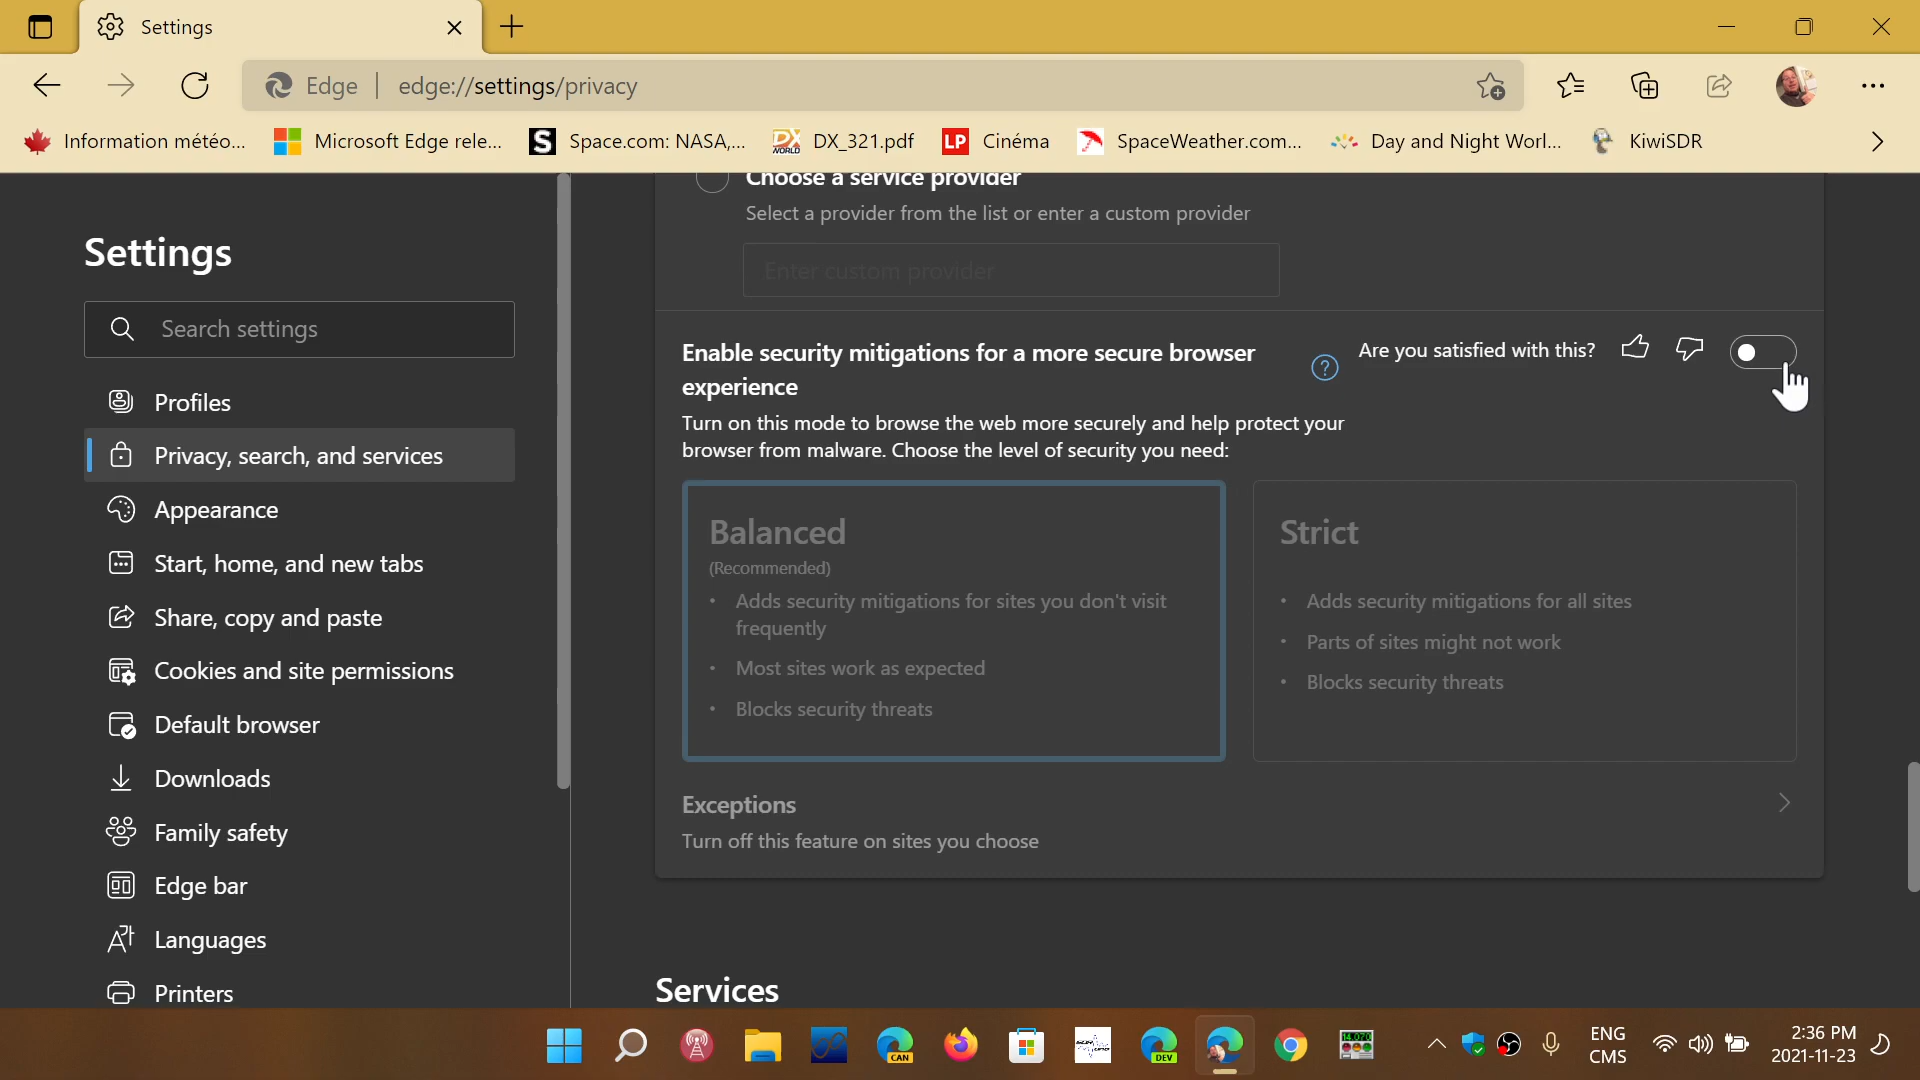 Settings
Edge
edge://settings/privacy
Information météo...
Microsoft Edge rele...
S
Space.com: NASA,...
DX
WORLD
DX_321.pdf
LP
Cinéma
SpaceWeather.com...
Day and Night Worl...
KiwiSDR
Settings
Search settings
Profiles
Privacy, search, and services
Appearance
Start, home, and new tabs
Share, copy and paste
Cookies and site permissions
Default browser
Downloads
Family safety
Edge bar
Languages
Printers
Choose a service provider
Select a provider from the list or enter a custom provider
Enter custom provider
Enable security mitigations for a more secure browser
experience
Are you satisfied with this?
Turn on this mode to browse the web more securely and help protect your
browser from malware. Choose the level of security you need:
Balanced
(Recommended)
• Adds security mitigations for sites you don't visit
frequently
• Most sites work as expected
• Blocks security threats
Strict
• Adds security mitigations for all sites
• Parts of sites might not work
• Blocks security threats
Exceptions
Turn off this feature on sites you choose
Services
CAN
DEV
ENG
CMS
2:36 PM
2021-11-23